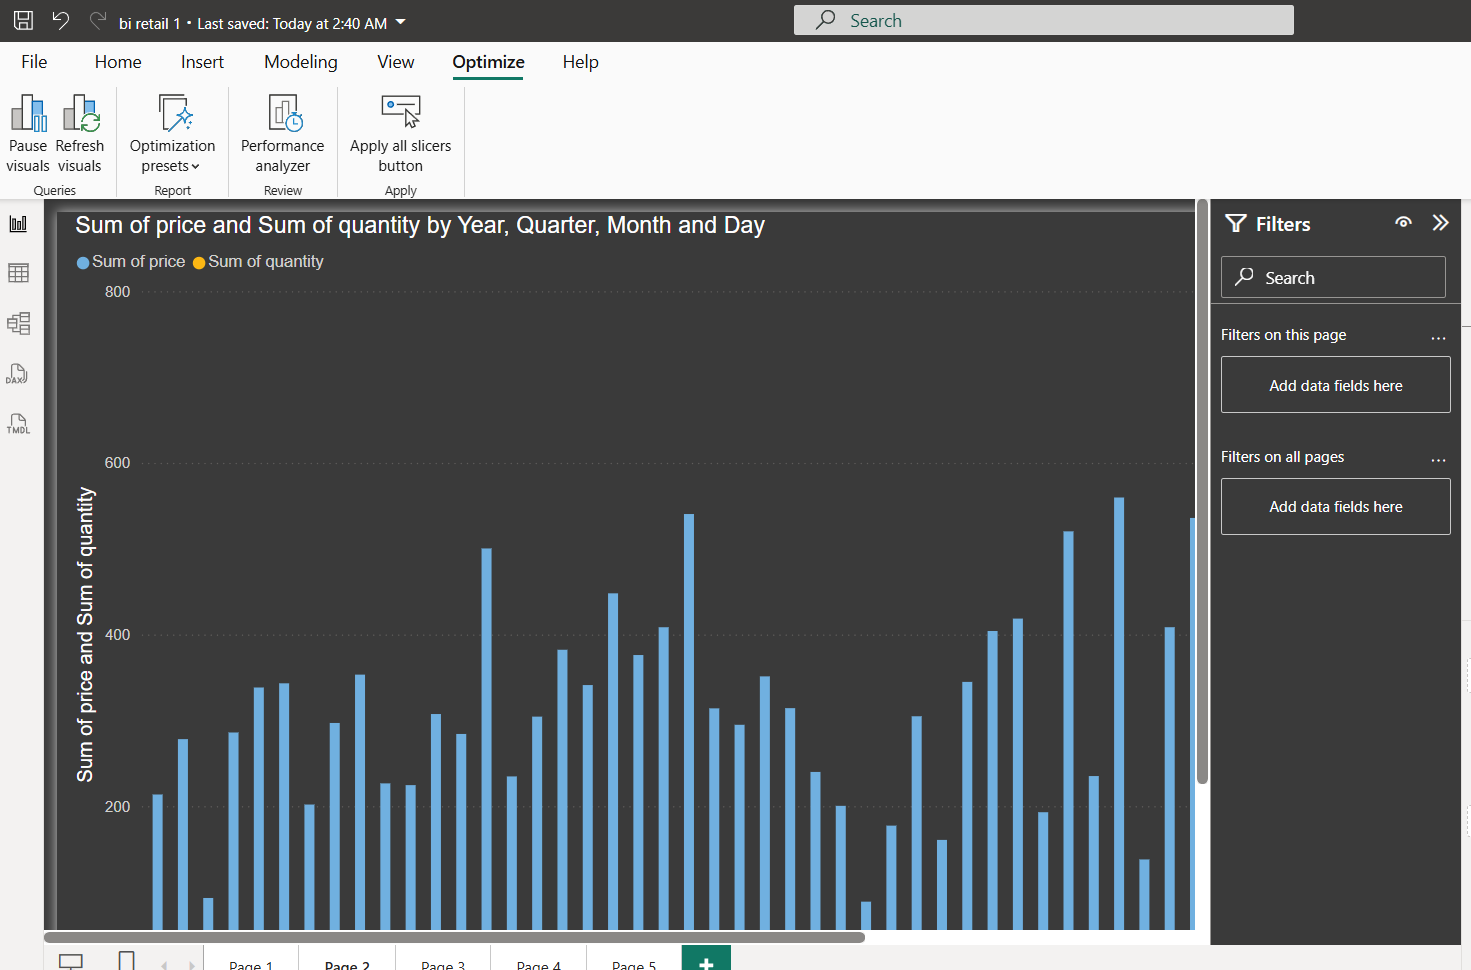 bi retail 1 • Last saved: Today at 2:40 AM
Search
File Home Insert Modeling View Optimize Help
Pause visuals
Refresh visuals
Queries
Optimization presets
Report
Performance analyzer
Review
Apply all slicers button
Apply
DAX
TMDL
Sum of price and Sum of quantity by Year, Quarter, Month and Day
Sum of price Sum of quantity
800
600
400
200
Sum of price and Sum of quantity
Filters
Search
Filters on this page ...
Add data fields here
Filters on all pages ...
Add data fields here
Page 1 Page 2 Page 3 Page 4 Page 5 +